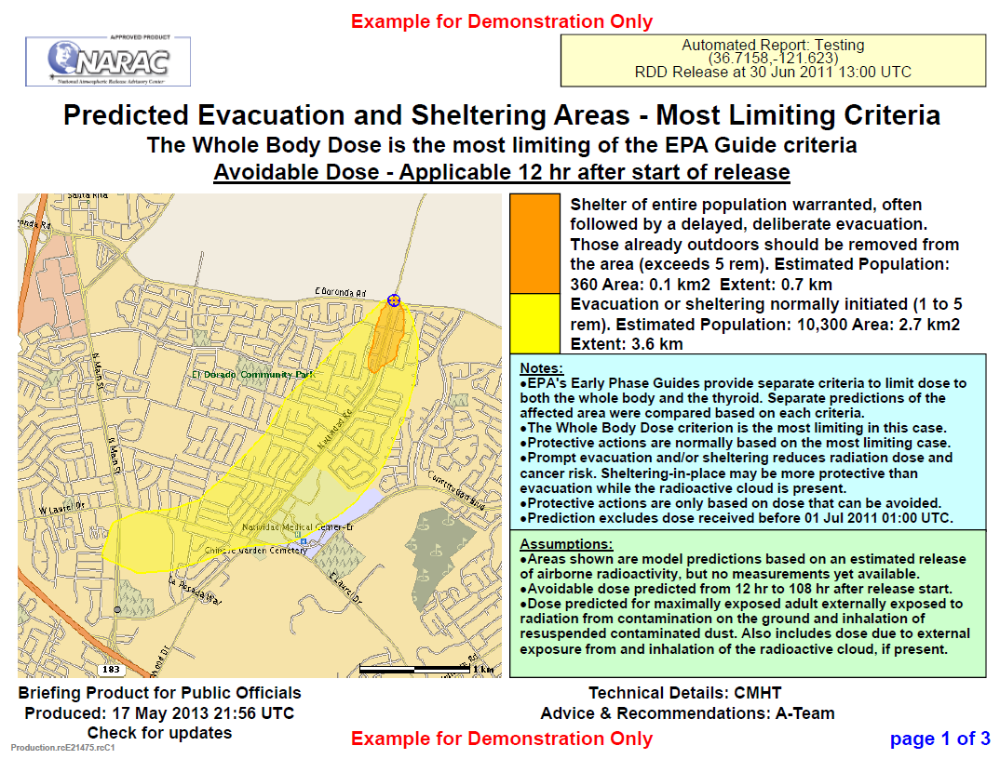 Example for Demonstration Only
APPROVED PRODUCT
NARAC
National Atmospheric Release Advisory Center
Automated Report: Testing
(36.7158,-121.623)
RDD Release at 30 Jun 2011 13:00 UTC
Predicted Evacuation and Sheltering Areas - Most Limiting Criteria
The Whole Body Dose is the most limiting of the EPA Guide criteria
Avoidable Dose - Applicable 12 hr after start of release
Santa Rita
Rd
E Boronda Rd
N Main St
El Dorado Community Park
Natividad Rd
N Main St
Constitution Blvd
W Laurel Dr
Natividad Medical Center-Er
Chinese Garden Cemetery
E Laurel Dr
Rd
183
1 km
Shelter of entire population warranted, often
followed by a delayed, deliberate evacuation.
Those already outdoors should be removed from
the area (exceeds 5 rem). Estimated Population:
360 Area: 0.1 km2 Extent: 0.7 km
Evacuation or sheltering normally initiated (1 to 5
rem). Estimated Population: 10,300 Area: 2.7 km2
Extent: 3.6 km
Notes:
●EPA's Early Phase Guides provide separate criteria to limit dose to
both the whole body and the thyroid. Separate predictions of the
affected area were compared based on each criteria.
●The Whole Body Dose criterion is the most limiting in this case.
●Protective actions are normally based on the most limiting case.
●Prompt evacuation and/or sheltering reduces radiation dose and
cancer risk. Sheltering-in-place may be more protective than
evacuation while the radioactive cloud is present.
●Protective actions are only based on dose that can be avoided.
●Prediction excludes dose received before 01 Jul 2011 01:00 UTC.
Assumptions:
●Areas shown are model predictions based on an estimated release
of airborne radioactivity, but no measurements yet available.
●Avoidable dose predicted from 12 hr to 108 hr after release start.
●Dose predicted for maximally exposed adult externally exposed to
radiation from contamination on the ground and inhalation of
resuspended contaminated dust. Also includes dose due to external
exposure from and inhalation of the radioactive cloud, if present.
Briefing Product for Public Officials
Produced: 17 May 2013 21:56 UTC
Check for updates
Production.rcE21475.rcC1
Technical Details: CMHT
Advice & Recommendations: A-Team
Example for Demonstration Only
page 1 of 3